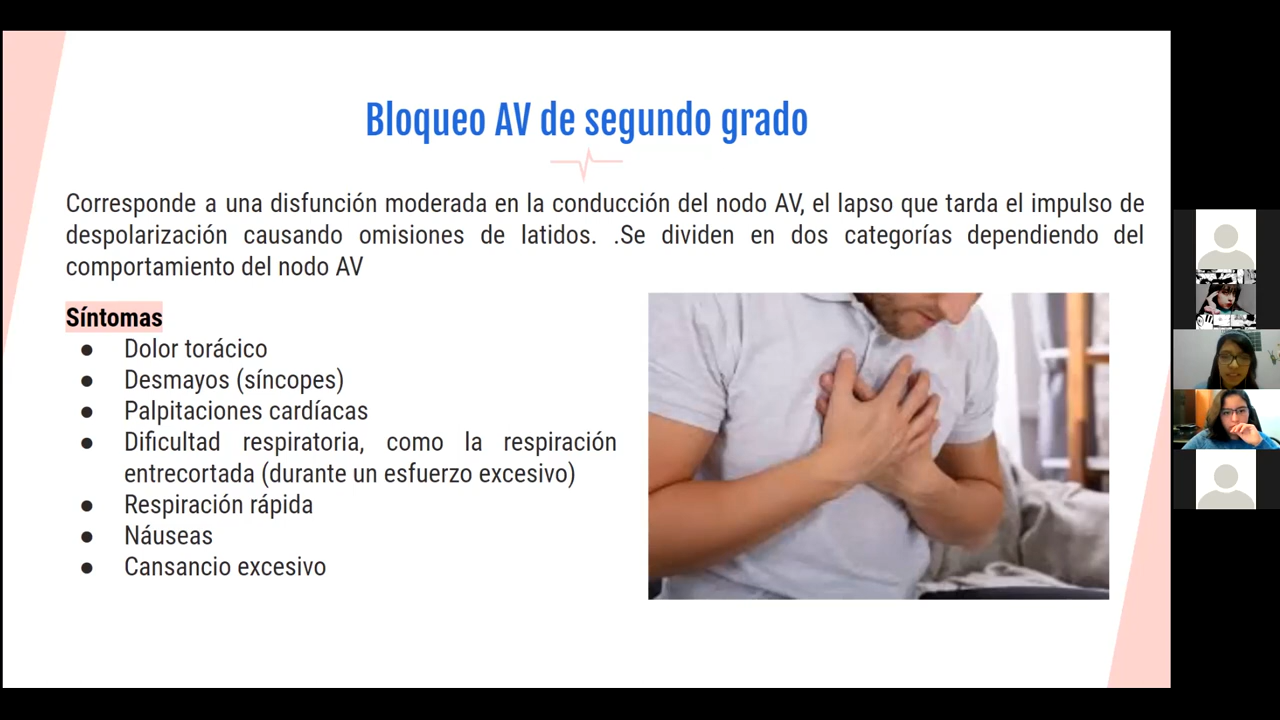 Bloqueo AV de segundo grado
Corresponde a una disfunción moderada en la conducción del nodo AV, el lapso que tarda el impulso de
despolarización causando omisiones de latidos. .Se dividen en dos categorías dependiendo del
comportamiento del nodo AV
Síntomas
● Dolor torácico
● Desmayos (síncopes)
● Palpitaciones cardíacas
● Dificultad respiratoria, como la respiración
entrecortada (durante un esfuerzo excesivo)
● Respiración rápida
● Náuseas
● Cansancio excesivo